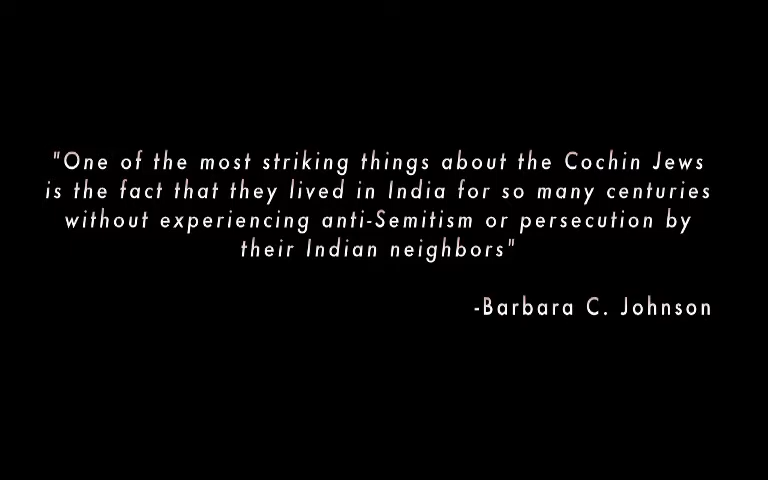 "One of the most striking things about the Cochin Jews
is the fact that they lived in India for so many centuries
without experiencing anti-Semitism or persecution by
their Indian neighbors"
-Barbara C. Johnson